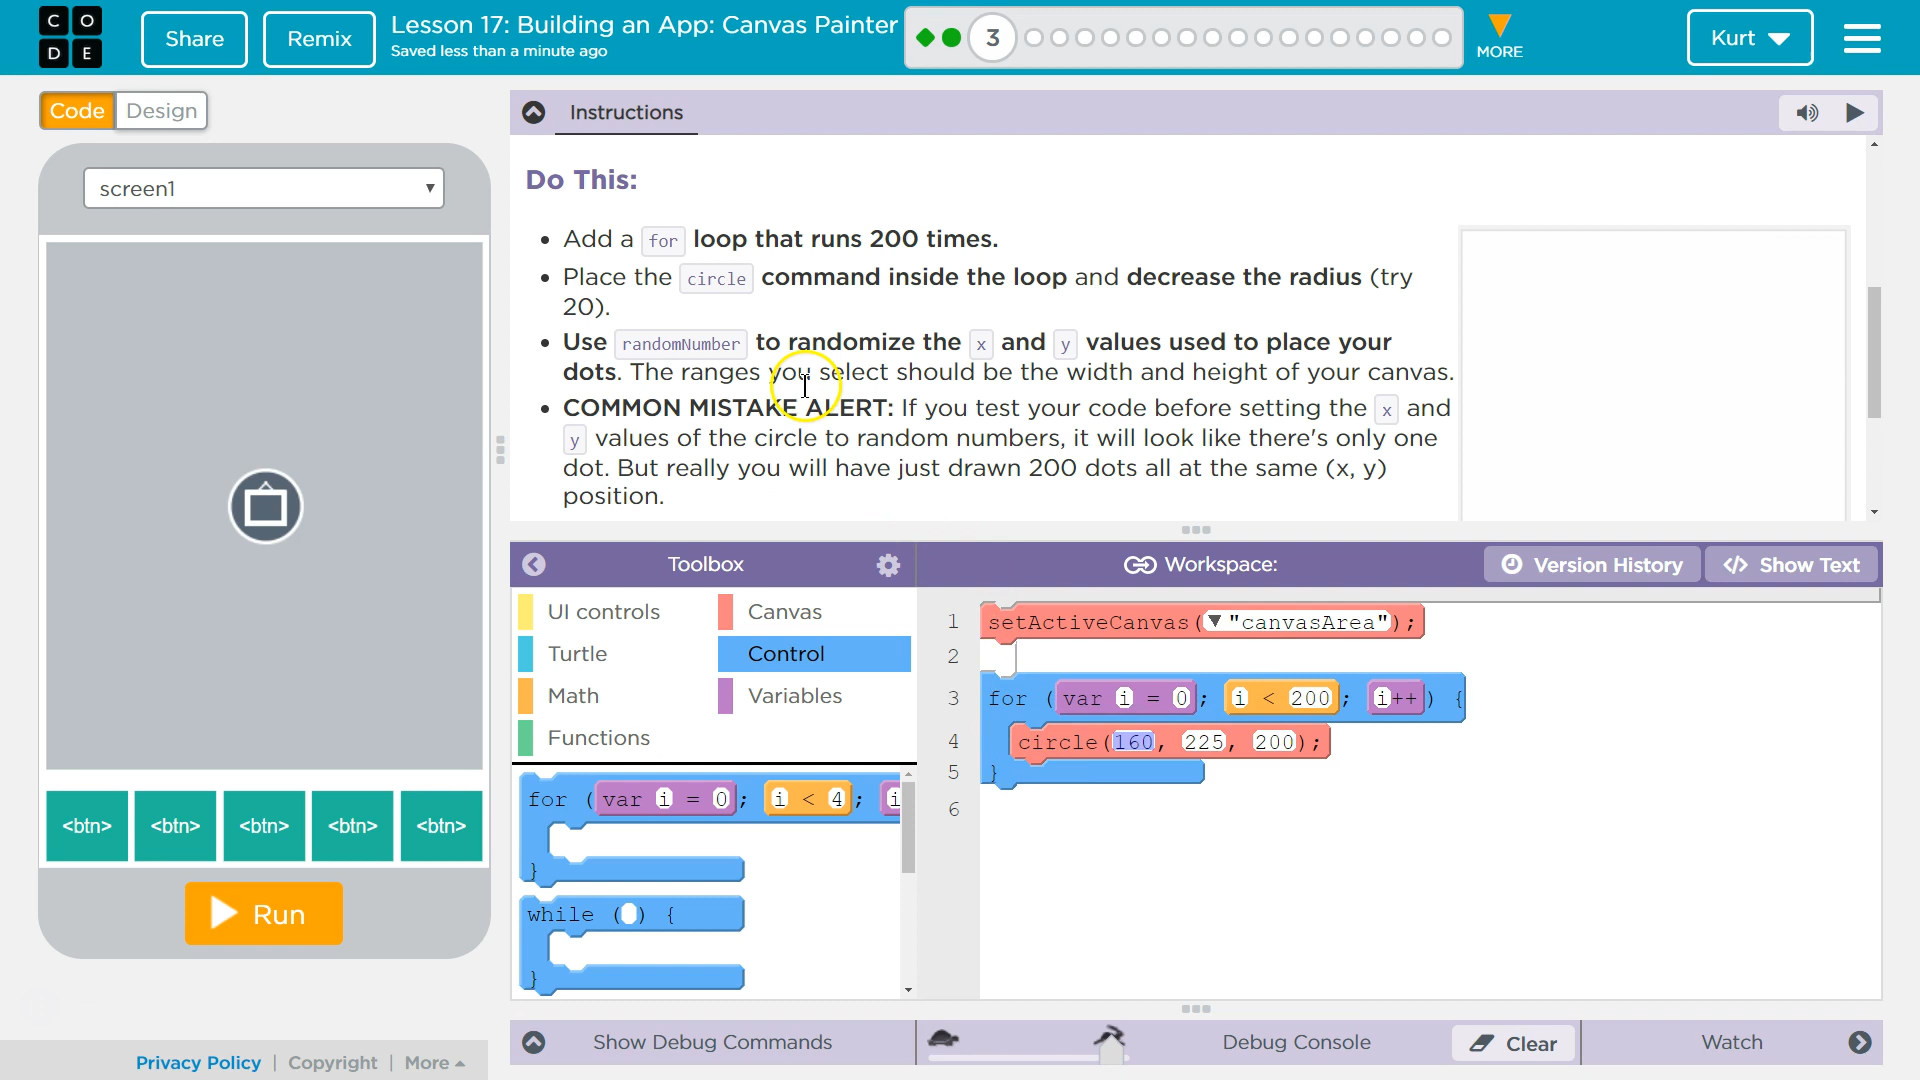 C O
D E
Share
Remix
Lesson 17: Building an App: Canvas Painter
Saved less than a minute ago
3
MORE
Kurt
Code
Design
Instructions
screen1
Do This:
Add a for loop that runs 200 times.
Place the circle command inside the loop and decrease the radius (try
20).
Use randomNumber to randomize the x and y values used to place your
dots. The ranges you select should be the width and height of your canvas.
COMMON MISTAKE ALERT: If you test your code before setting the x and
y values of the circle to random numbers, it will look like there's only one
dot. But really you will have just drawn 200 dots all at the same (x, y)
position.
Toolbox
Workspace:
Version History
</> Show Text
UI controls
Canvas
Turtle
Control
Math
Variables
Functions
for (var i = 0; i < 4; i
}
while () {
}
1 setActiveCanvas("canvasArea");
2
3 for (var i = 0; i < 200; i++) {
4 circle(160, 225, 200);
5 }
6
<btn>
<btn>
<btn>
<btn>
<btn>
Run
Show Debug Commands
Debug Console
Clear
Watch
Privacy Policy | Copyright | More